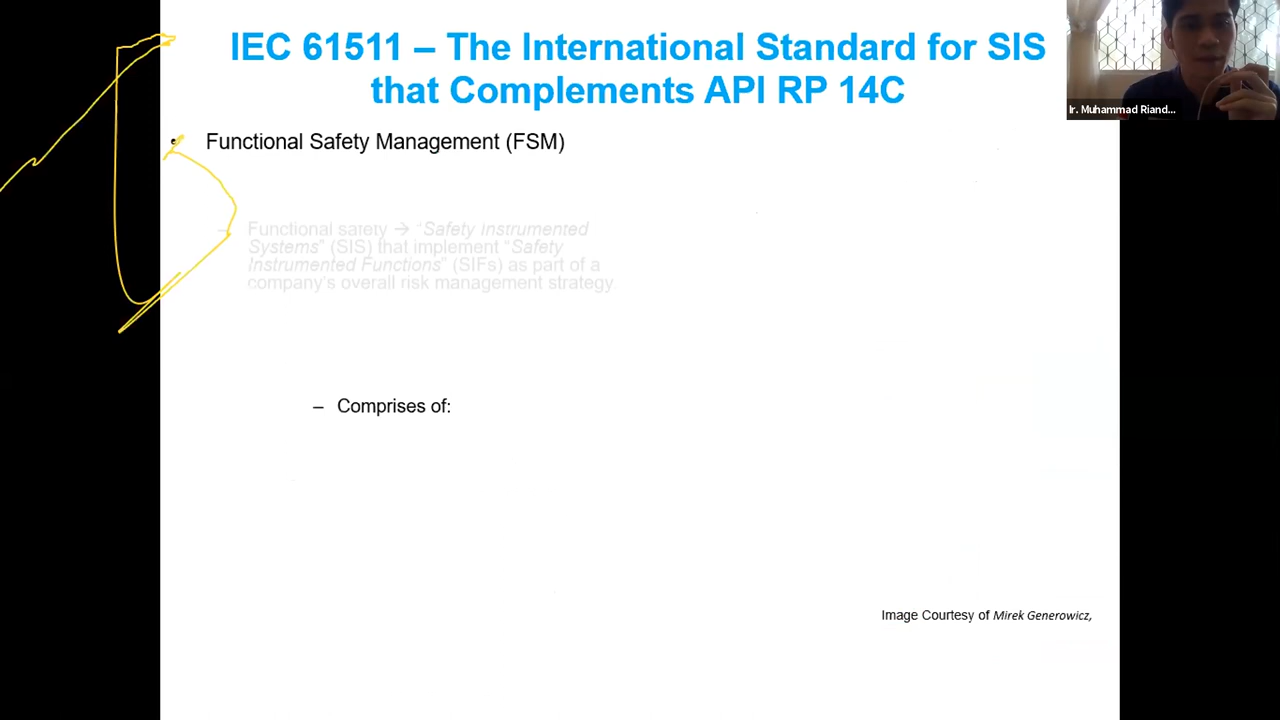 IEC 61511 – The International Standard for SIS
that Complements API RP 14C
Ir. Muhammad Riand...
• Functional Safety Management (FSM)
– Functional safety → “Safety Instrumented
Systems” (SIS) that implement “Safety
Instrumented Functions” (SIFs) as part of a
company’s overall risk management strategy
– Comprises of:
Image Courtesy of Mirek Generowicz,